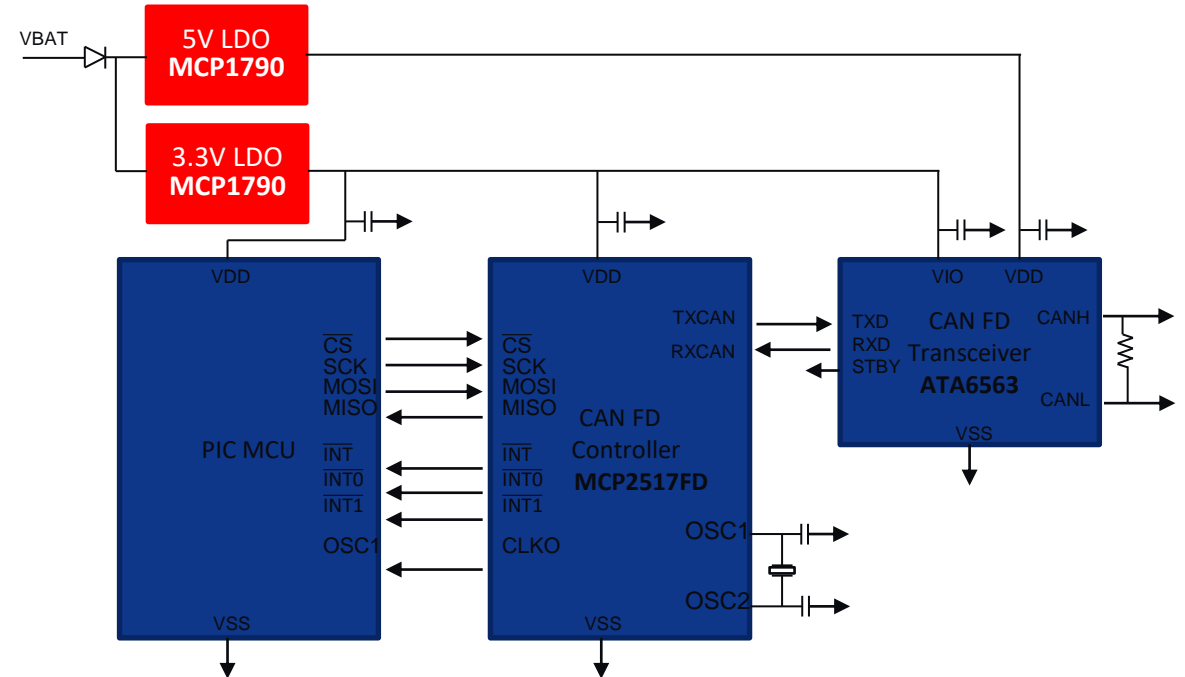 VBAT
5V LDO
MCP1790
3.3V LDO
MCP1790
VDD
CS
SCK
MOSI
MISO
PIC MCU
INT
INT0
INT1
OSC1
VSS
VDD
TXCAN
RXCAN
CS
SCK
MOSI
MISO
CAN FD
Controller
MCP2517FD
INT
INT0
INT1
CLKO
OSC1
OSC2
VSS
VIO
VDD
TXD
RXD
STBY
CAN FD
Transceiver
ATA6563
CANH
CANL
VSS